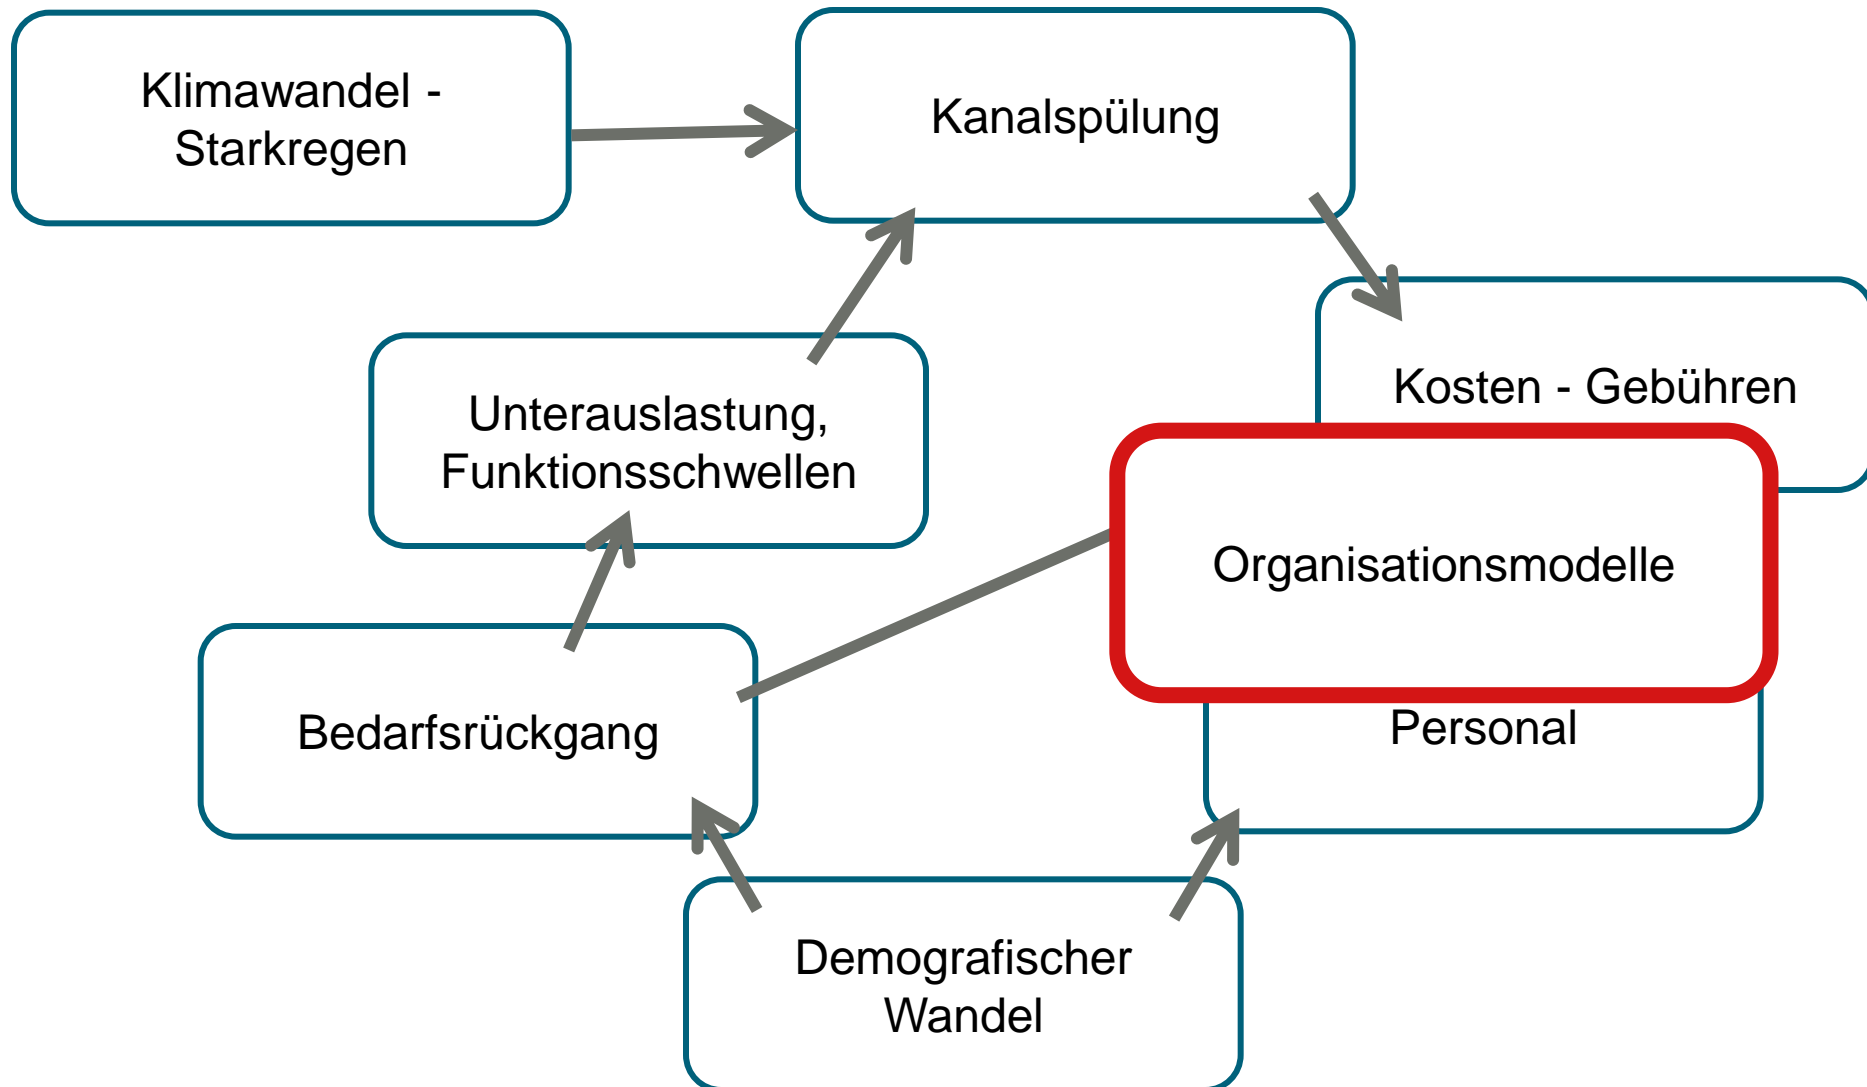 Klimawandel -
Starkregen
Kanalspülung
Kosten - Gebühren
Unterauslastung,
Funktionsschwellen
Organisationsmodelle
Bedarfsrückgang
Personal
Demografischer
Wandel